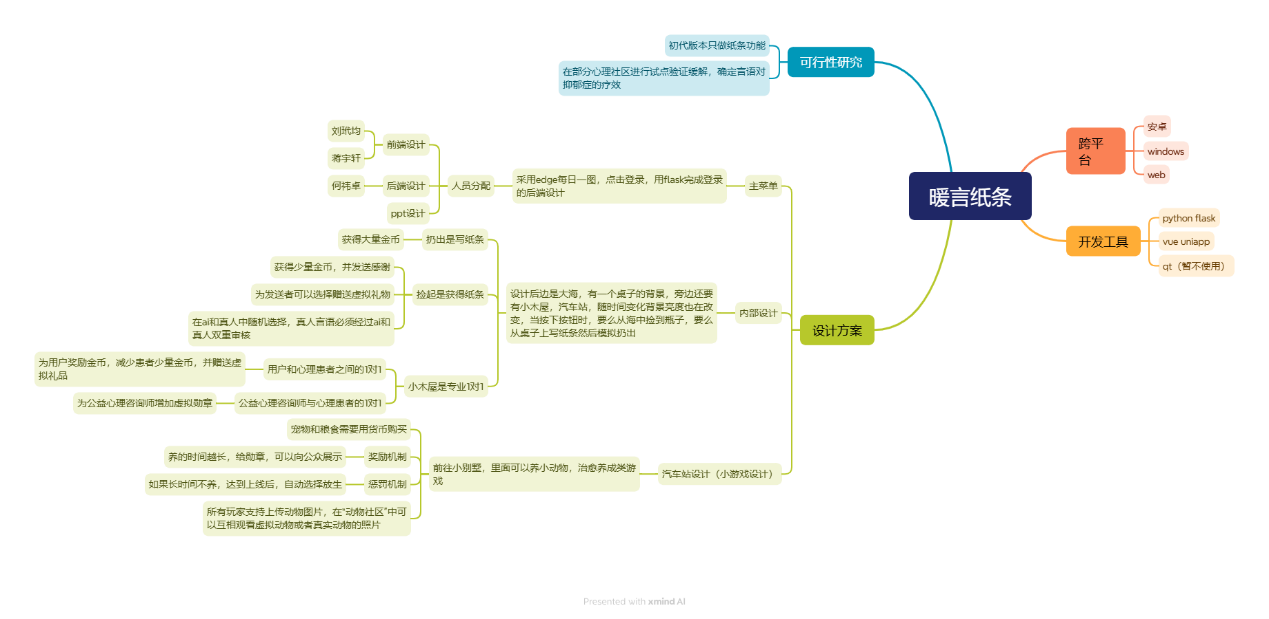 暖言纸条
跨平
台
安卓
windows
web
开发工具
python flask
vue uniapp
qt（暂不使用）
可行性研究
初代版本只做纸条功能
在部分心理社区进行试点验证缓解，确定言语对
抑郁症的疗效
设计方案
主菜单
采用edge每日一图，点击登录，用flask完成登录
的后端设计
人员分配
前端设计
刘玳均
蒋宇轩
后端设计
何祎卓
ppt设计
内部设计
设计后边是大海，有一个桌子的背景，旁边还要
有小木屋，汽车站，随时间变化背景亮度也在改
变，当按下按钮时，要么从海中捡到瓶子，要么
从桌子上写纸条然后模拟扔出
扔出是写纸条
获得大量金币
捡起是获得纸条
获得少量金币，并发送感谢
为发送者可以选择赠送虚拟礼物
在ai和真人中随机选择，真人言语必须经过ai和
真人双重审核
小木屋是专业1对1
用户和心理患者之间的1对1
为用户奖励金币，减少患者少量金币，并赠送虚
拟礼品
公益心理咨询师与心理患者的1对1
为公益心理咨询师增加虚拟勋章
汽车站设计（小游戏设计）
前往小别墅，里面可以养小动物，治愈养成类游
戏
宠物和粮食需要用货币购买
奖励机制
养的时间越长，给勋章，可以向公众展示
惩罚机制
如果长时间不养，达到上线后，自动选择放生
所有玩家支持上传动物图片，在“动物社区”中可
以互相观看虚拟动物或者真实动物的照片
Presented with xmind AI